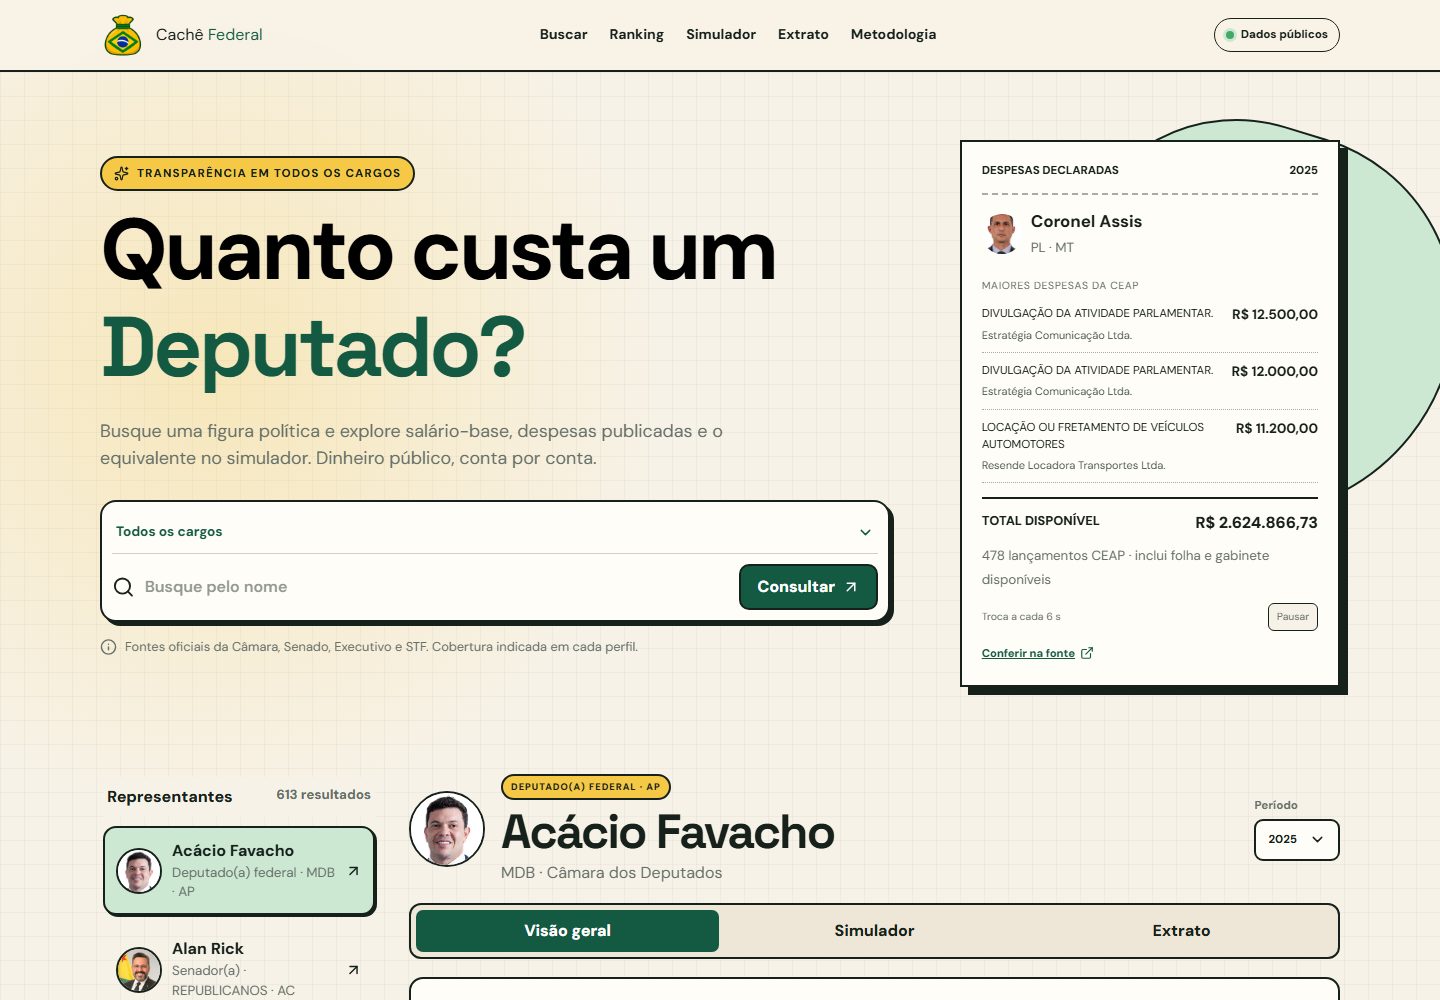 Cachê Federal
Buscar
Ranking
Simulador
Extrato
Metodologia
Dados públicos
TRANSPARÊNCIA EM TODOS OS CARGOS
Quanto custa um
Deputado?
Busque uma figura política e explore salário-base, despesas publicadas e o
equivalente no simulador. Dinheiro público, conta por conta.
Todos os cargos
Busque pelo nome
Consultar
Fontes oficiais da Câmara, Senado, Executivo e STF. Cobertura indicada em cada perfil.
DESPESAS DECLARADAS
2025
Coronel Assis
PL · MT
MAIORES DESPESAS DA CEAP
DIVULGAÇÃO DA ATIVIDADE PARLAMENTAR.
R$ 12.500,00
Estratégia Comunicação Ltda.
DIVULGAÇÃO DA ATIVIDADE PARLAMENTAR.
R$ 12.000,00
Estratégia Comunicação Ltda.
LOCAÇÃO OU FRETAMENTO DE VEÍCULOS
AUTOMOTORES
R$ 11.200,00
Resende Locadora Transportes Ltda.
TOTAL DISPONÍVEL
R$ 2.624.866,73
478 lançamentos CEAP · inclui folha e gabinete
disponíveis
Troca a cada 6 s
Pausar
Conferir na fonte
Representantes
613 resultados
Acácio Favacho
Deputado(a) federal · MDB
· AP
Alan Rick
Senador(a) ·
REPUBLICANOS · AC
DEPUTADO(A) FEDERAL · AP
Acácio Favacho
MDB · Câmara dos Deputados
Período
2025
Visão geral
Simulador
Extrato